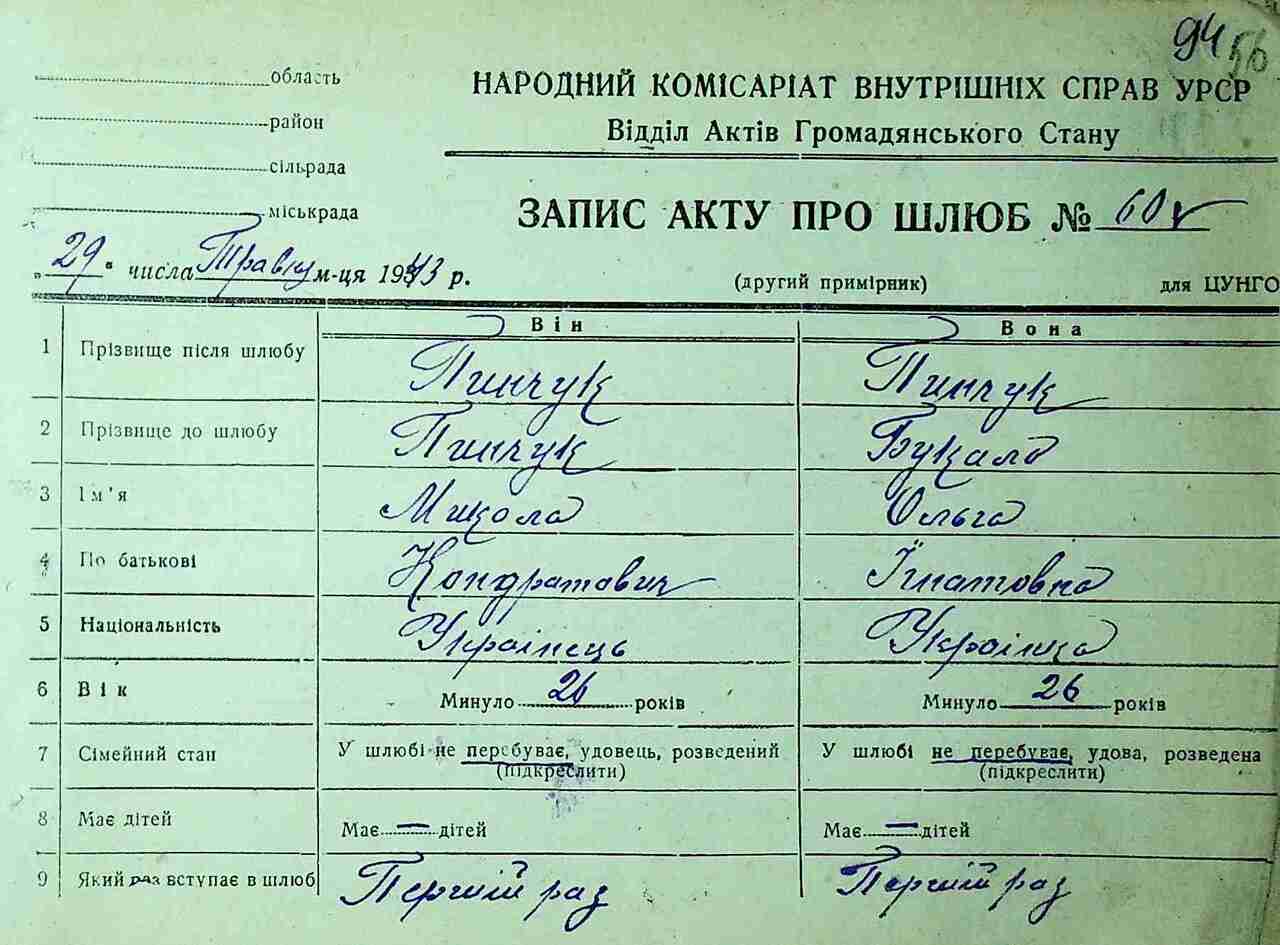 94 56
область
район
сільрада
міськрада
НАРОДНИЙ КОМІСАРІАТ ВНУТРІШНІХ СПРАВ УРСР
Відділ Актів Громадянського Стану
ЗАПИС АКТУ ПРО ШЛЮБ № 60
„29" числа Травня м-ця 1943 р.
(другий примірник) для ЦУНГО
Він Вона
1 Прізвище після шлюбу Пинчук Пинчук
2 Прізвище до шлюбу Пинчук Букало
3 Ім'я Микола Ольга
4 По батькові Кондратович Їгнатовна
5 Національність Українець Українка
6 Вік Минуло 26 років Минуло 26 років
7 Сімейний стан У шлюбі не перебуває, удовець, розведений У шлюбі не перебуває, удова, розведена
(підкреслити) (підкреслити)
8 Має дітей Має — дітей Має — дітей
9 Який раз вступає в шлюб Перший раз Перший раз